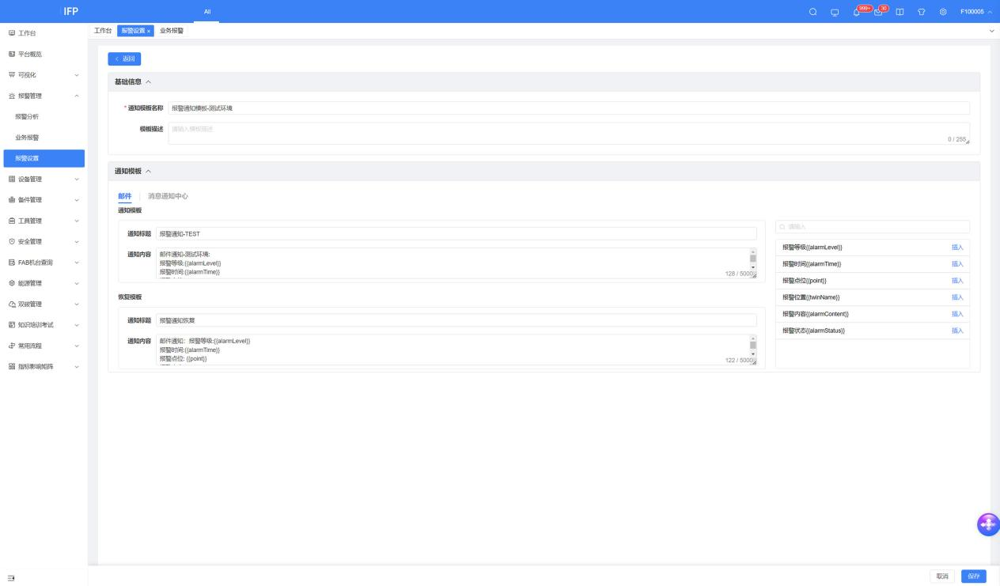 IFP
All
999+
30
F100005
工作台
平台概览
可视化
报警管理
报警分析
业务报警
报警设置
设备管理
备件管理
工具管理
安全管理
FAB机台查询
能源管理
双碳管理
知识培训考试
常用流程
指标影响矩阵
工作台 报警设置 × 业务报警
返回
基础信息
* 通知模板名称 报警通知模板-测试环境
模板描述 请输入模板描述
0 / 255
通知模板
邮件 消息通知中心
通知模板
通知标题 报警通知-TEST
通知内容 邮件通知-测试环境:
报警等级:{{alarmLevel}}
报警时间:{{alarmTime}}
128 / 5000
恢复模板
通知标题 报警通知恢复
通知内容 邮件通知：报警等级:{{alarmLevel}}
报警时间:{{alarmTime}}
报警点位: {{point}}
122 / 5000
请输入
报警等级{{alarmLevel}} 插入
报警时间{{alarmTime}} 插入
报警点位{{point}} 插入
报警位置{{twinName}} 插入
报警内容{{alarmContent}} 插入
报警状态{{alarmStatus}} 插入
取消 保存